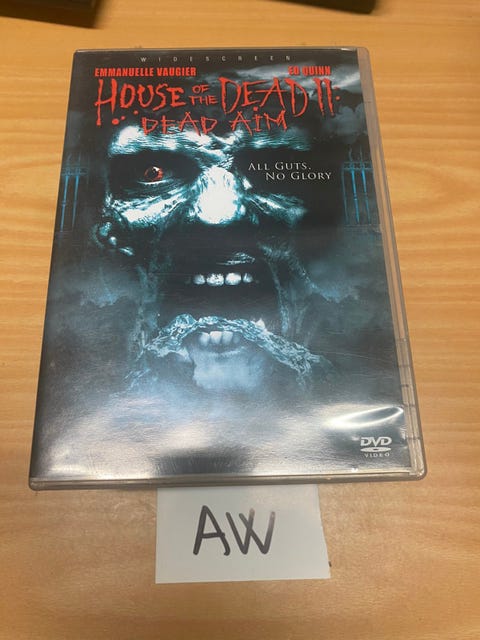 WIDESCREEN
EMMANUELLE VAUGIER ED QUINN
HOUSE OF THE DEAD II:
DEAD AIM
ALL GUTS,
NO GLORY
DVD
VIDEO
AW